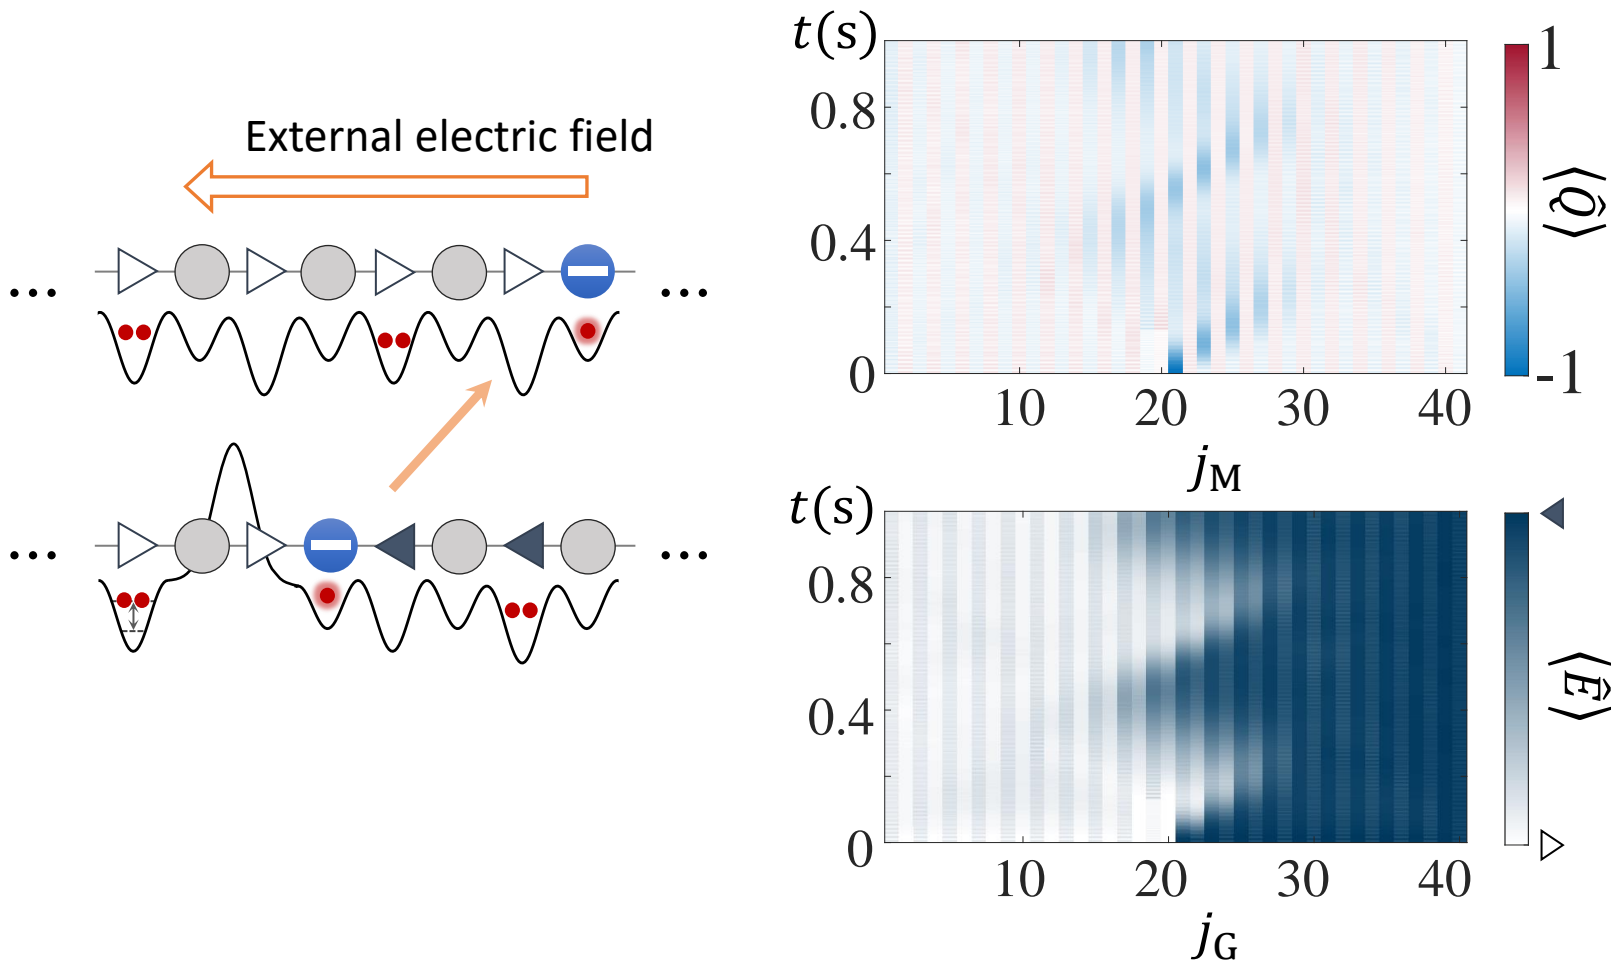 External electric field
... ...
... ...
t(s)
0.8
0.4
0
10 20 30 40
j_M
1
⟨Q̂⟩
-1
t(s)
0.8
0.4
0
10 20 30 40
j_G
⟨Ê⟩